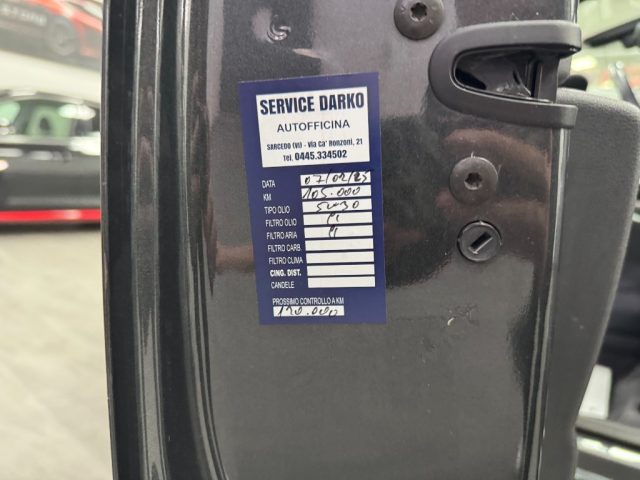 SERVICE DARKO
AUTOFFICINA
SARCEDO (VI) - Via Ca' Ronzoni, 21
Tel. 0445.334502
DATA 07/02/25
KM 105.000
TIPO OLIO 5W30
FILTRO OLIO
FILTRO ARIA
FILTRO CARB.
FILTRO CLIMA
CING. DIST.
CANDELE
PROSSIMO CONTROLLO A KM
120.000